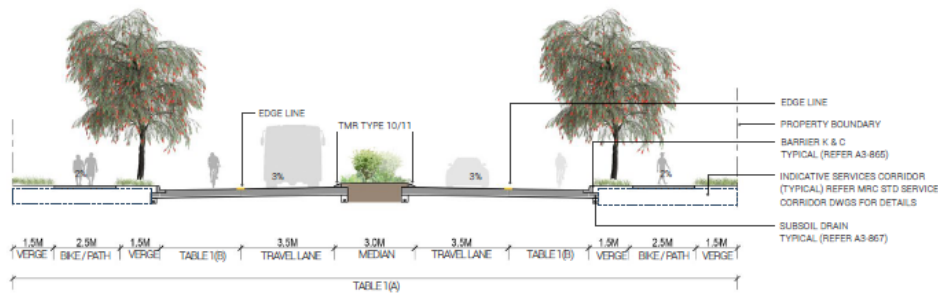 EDGE LINE
TMR TYPE 10/11
EDGE LINE
PROPERTY BOUNDARY
BARRIER K & C
TYPICAL (REFER A3-865)
INDICATIVE SERVICES CORRIDOR
(TYPICAL) REFER MRC STD SERVICE
CORRIDOR DWGS FOR DETAILS
SUBSOIL DRAIN
TYPICAL (REFER A3-867)
3%
3%
1.5M 2.5M 1.5M 3.5M 3.0M 3.5M 1.5M 2.5M 1.5M
VERGE BIKE / PATH VERGE TABLE 1(B) TRAVEL LANE MEDIAN TRAVEL LANE TABLE 1(B) VERGE BIKE / PATH VERGE
TABLE 1(A)